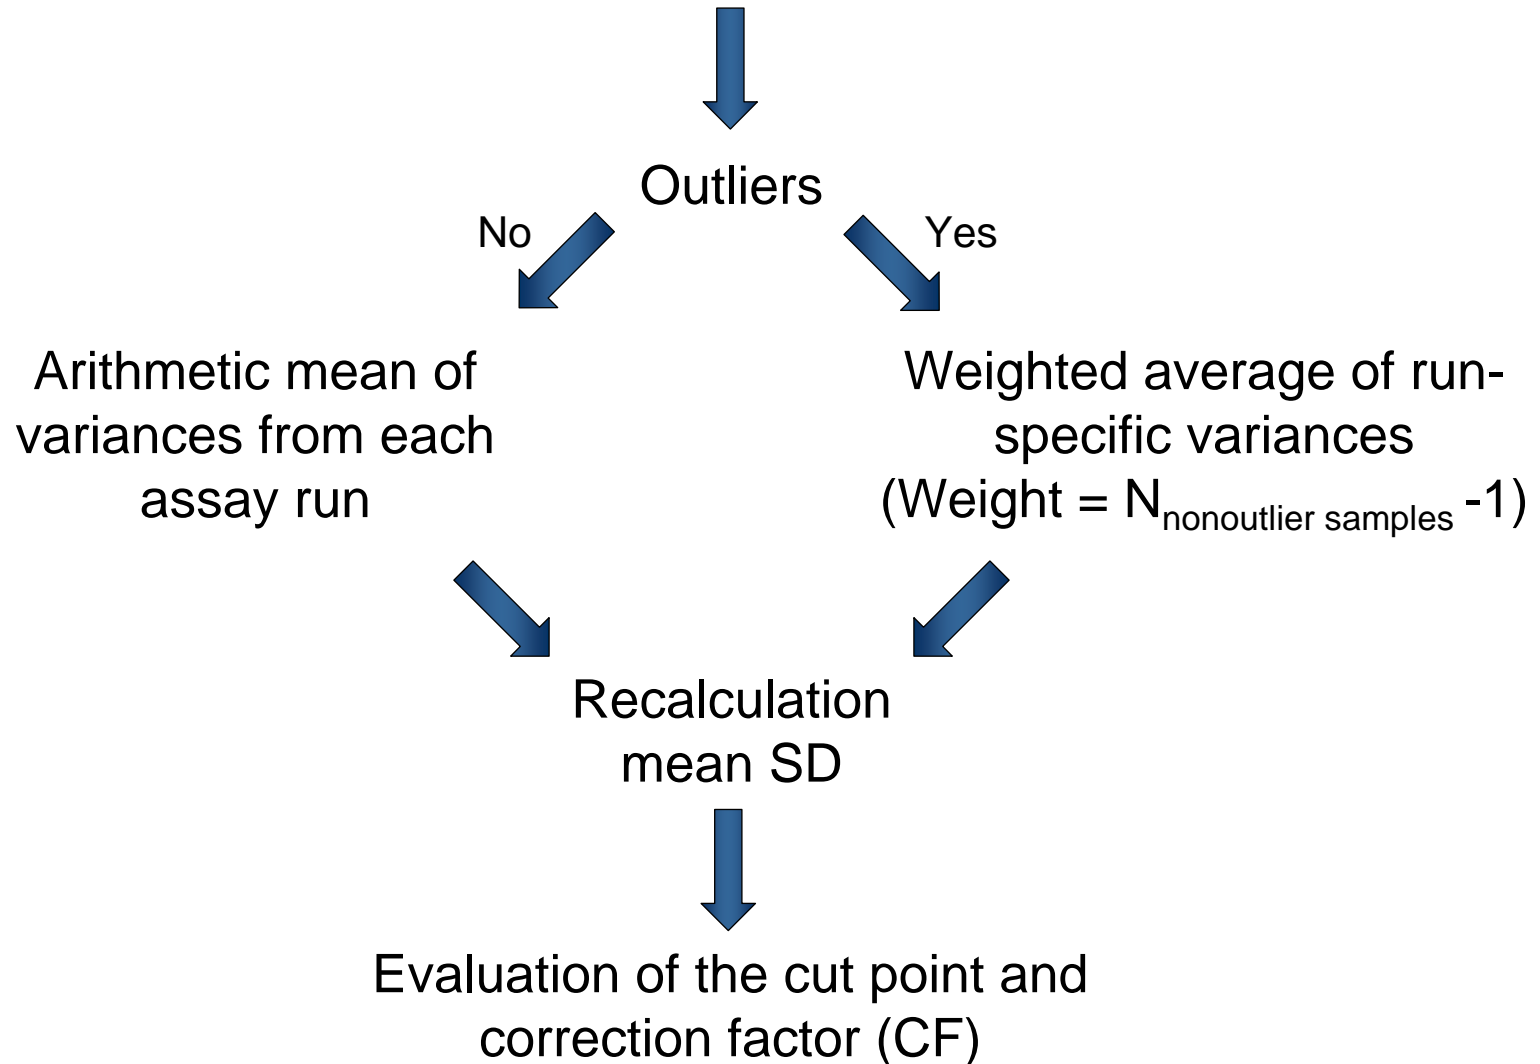 Outliers
No
Yes
Arithmetic mean of
variances from each
assay run
Weighted average of run-
specific variances
(Weight = Nnonoutlier samples -1)
Recalculation
mean SD
Evaluation of the cut point and
correction factor (CF)